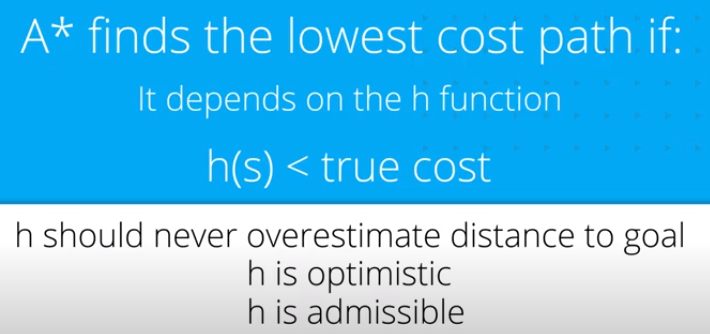 A* finds the lowest cost path if:
It depends on the h function
h(s) < true cost
h should never overestimate distance to goal
h is optimistic
h is admissible